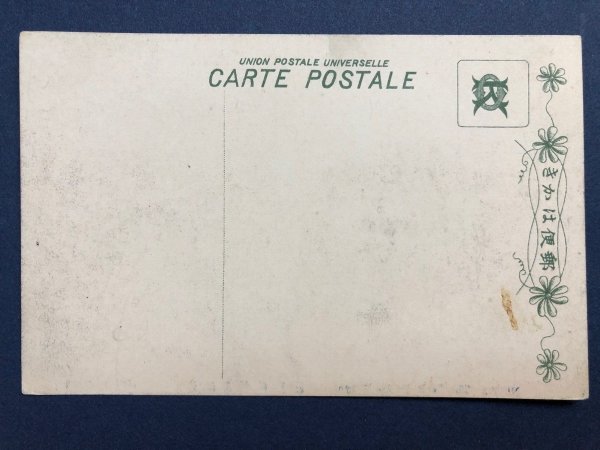 UNION POSTALE UNIVERSELLE
CARTE POSTALE
郵便はかき